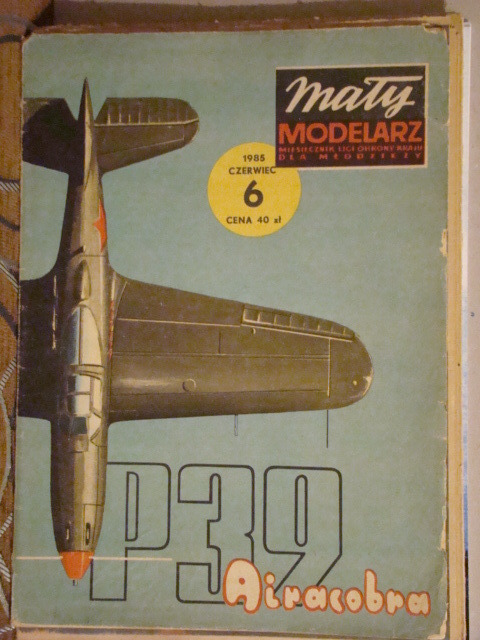 mały
MODELARZ
MIESIĘCZNIK LIGI OBRONY KRAJU
DLA MŁODZIEŻY
1985
CZERWIEC
6
CENA 40 zł
P39
Airacobra